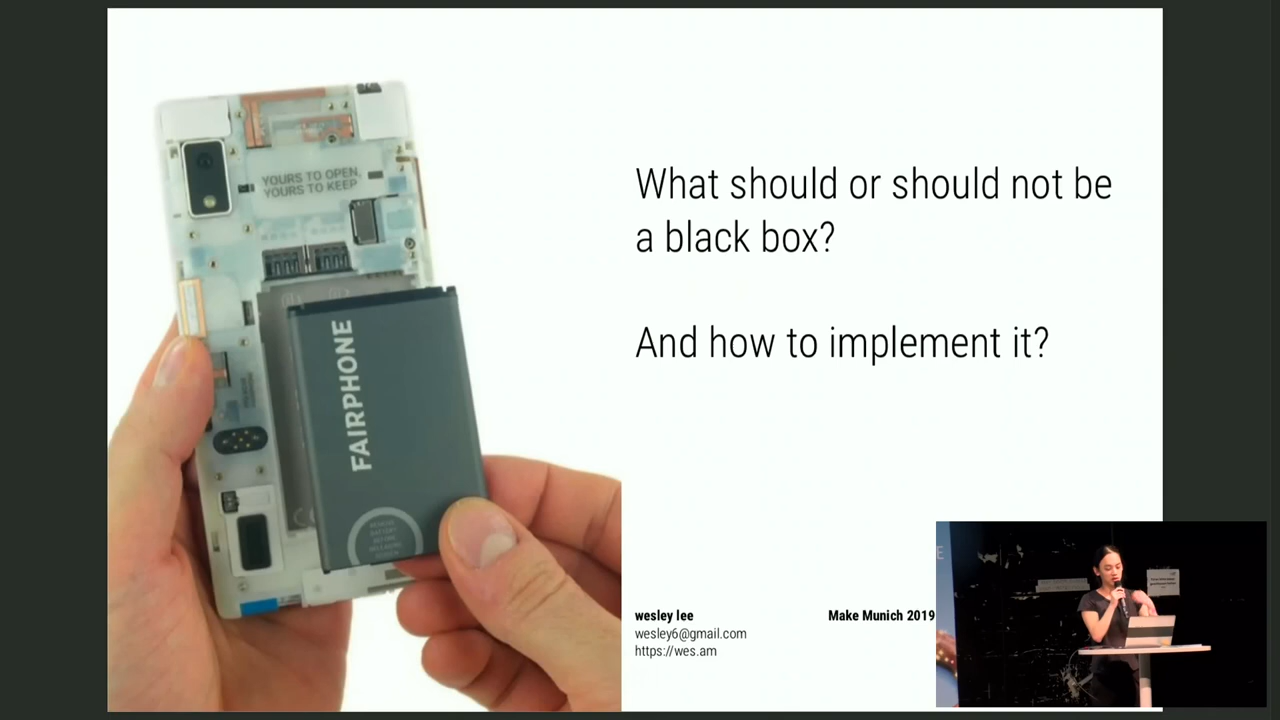 YOURS TO OPEN,
YOURS TO KEEP
FAIRPHONE
What should or should not be
a black box?
And how to implement it?
wesley lee
wesley6@gmail.com
https://wes.am
Make Munich 2019
E